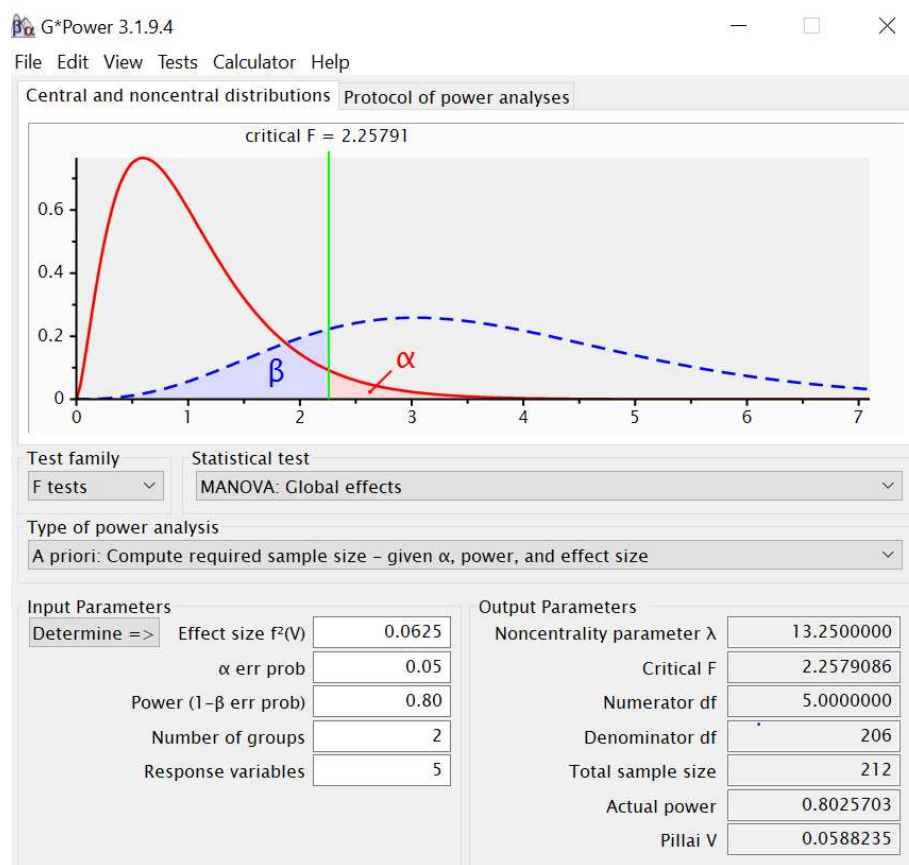 G*Power 3.1.9.4
File Edit View Tests Calculator Help
Central and noncentral distributions Protocol of power analyses
critical F = 2.25791
0.6
0.4
0.2
0
β
α
0 1 2 3 4 5 6 7
Test family Statistical test
F tests MANOVA: Global effects
Type of power analysis
A priori: Compute required sample size – given α, power, and effect size
Input Parameters Output Parameters
Determine => Effect size f²(V) 0.0625 Noncentrality parameter λ 13.2500000
α err prob 0.05 Critical F 2.2579086
Power (1-β err prob) 0.80 Numerator df 5.0000000
Number of groups 2 Denominator df 206
Response variables 5 Total sample size 212
Actual power 0.8025703
Pillai V 0.0588235